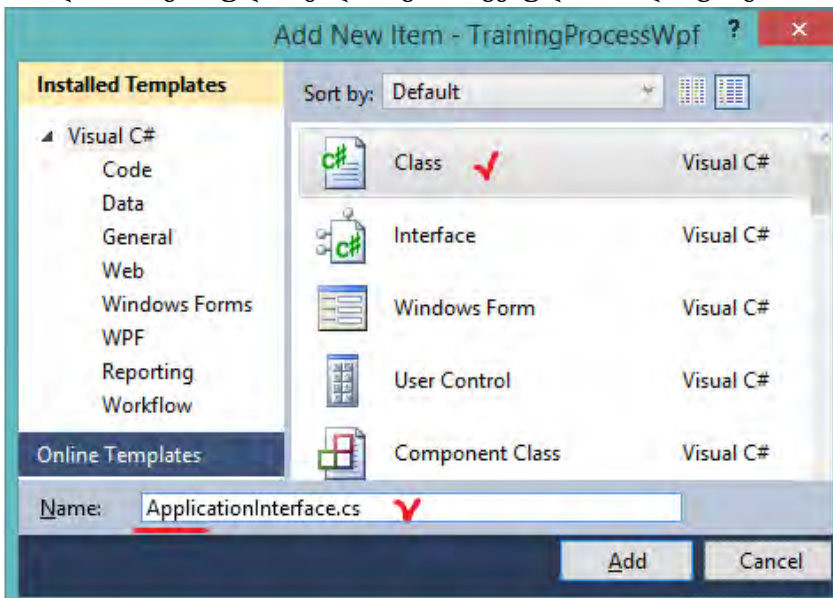 Add New Item - TrainingProcessWpf ? ×
Installed Templates
Sort by: Default
Visual C#
Code
Data
General
Web
Windows Forms
WPF
Reporting
Workflow
Online Templates
Class Visual C#
Interface Visual C#
Windows Form Visual C#
User Control Visual C#
Component Class Visual C#
Name: ApplicationInterface.cs
Add Cancel